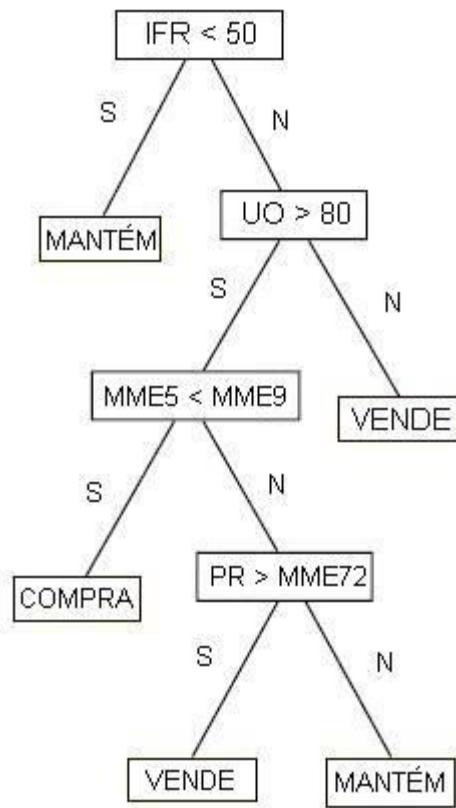 IFR < 50
S
N
MANTÉM
UO > 80
S
N
MME5 < MME9
VENDE
S
N
COMPRA
PR > MME72
S
N
VENDE
MANTÉM